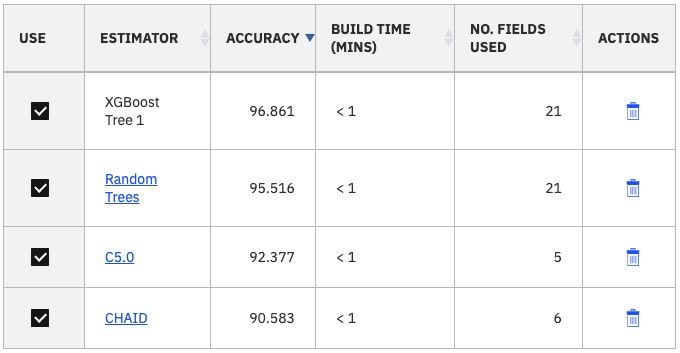 USE ESTIMATOR ACCURACY BUILD TIME (MINS) NO. FIELDS USED ACTIONS
XGBoost Tree 1 96.861 < 1 21
Random Trees 95.516 < 1 21
C5.0 92.377 < 1 5
CHAID 90.583 < 1 6